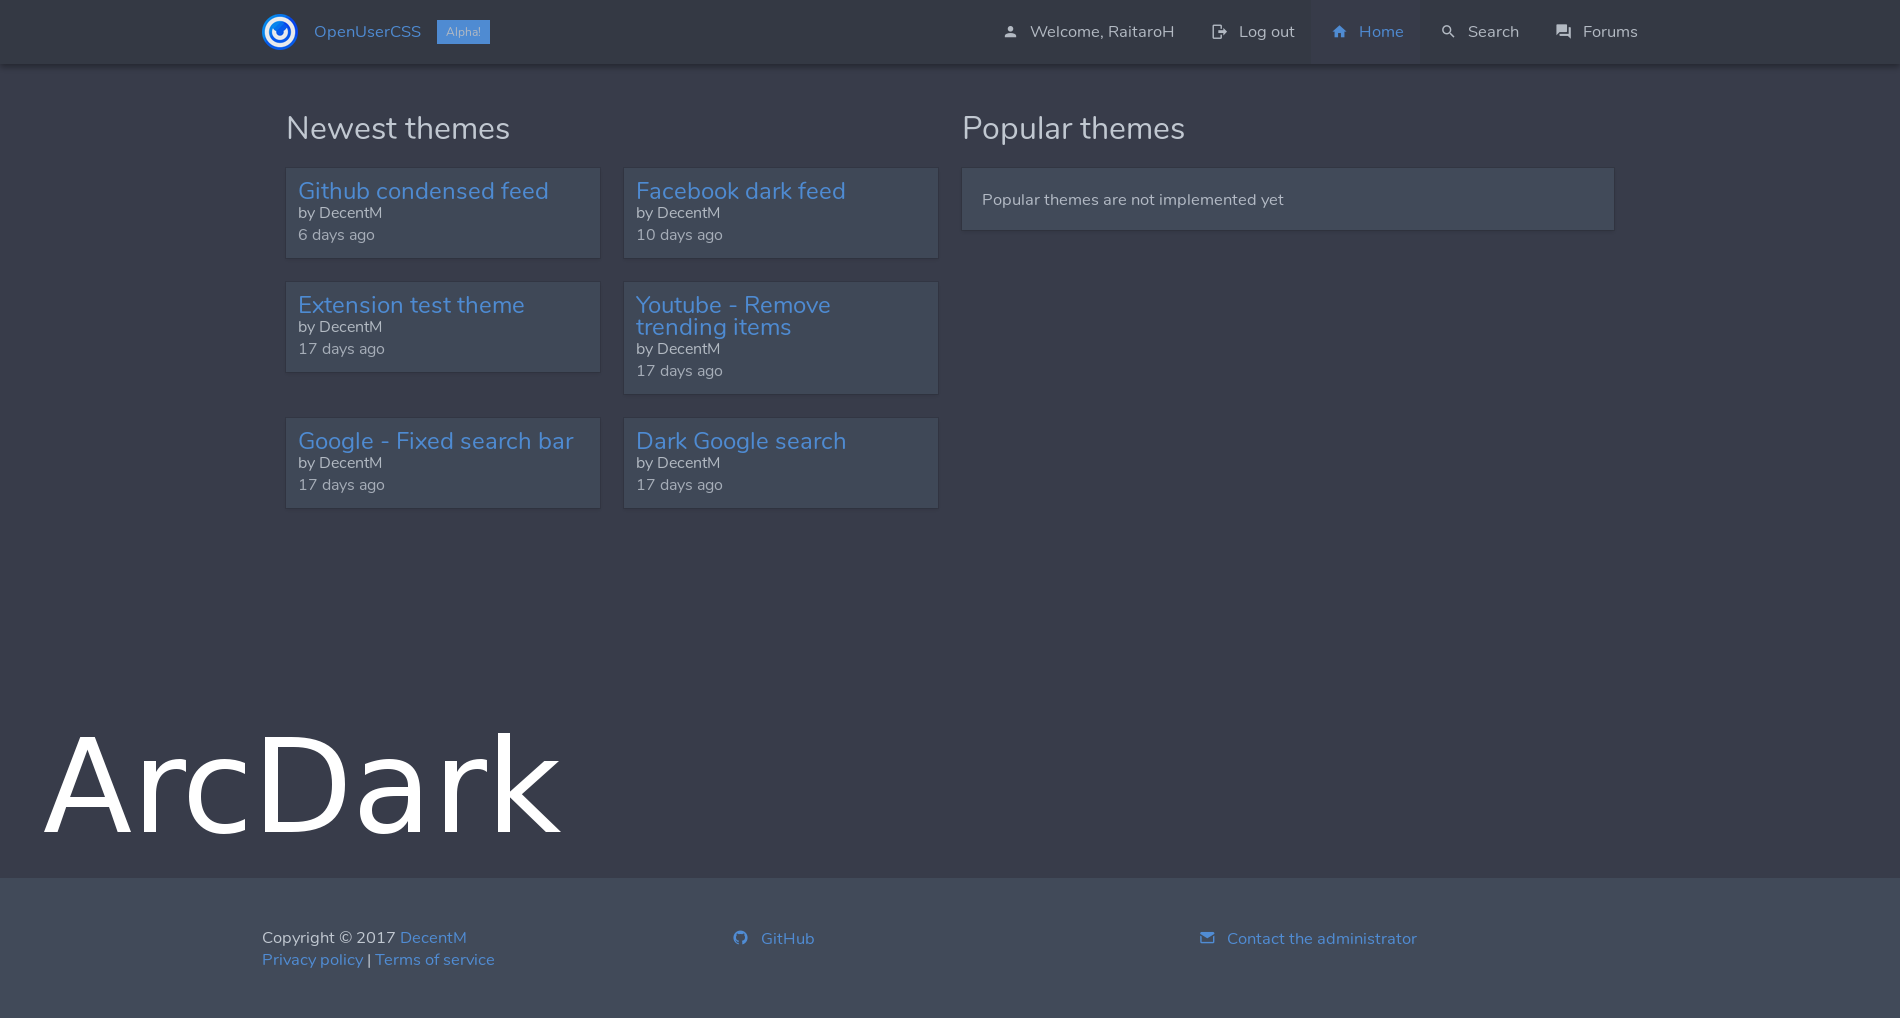 OpenUserCSS
Alpha!
Welcome, RaitaroH
Log out
Home
Search
Forums
Newest themes
Github condensed feed
by DecentM
6 days ago
Facebook dark feed
by DecentM
10 days ago
Extension test theme
by DecentM
17 days ago
Youtube - Remove
trending items
by DecentM
17 days ago
Google - Fixed search bar
by DecentM
17 days ago
Dark Google search
by DecentM
17 days ago
Popular themes
Popular themes are not implemented yet
ArcDark
Copyright © 2017 DecentM
Privacy policy | Terms of service
GitHub
Contact the administrator